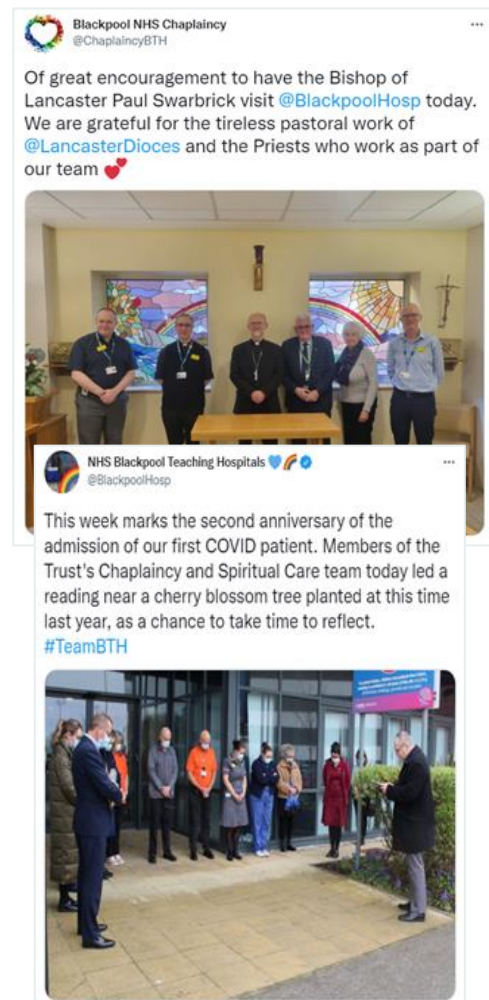 Blackpool NHS Chaplaincy
@ChaplaincyBTH
Of great encouragement to have the Bishop of
Lancaster Paul Swarbrick visit @BlackpoolHosp today.
We are grateful for the tireless pastoral work of
@LancasterDioces and the Priests who work as part of
our team 💕
NHS Blackpool Teaching Hospitals 💙🌈
@BlackpoolHosp
This week marks the second anniversary of the
admission of our first COVID patient. Members of the
Trust's Chaplaincy and Spiritual Care team today led a
reading near a cherry blossom tree planted at this time
last year, as a chance to take time to reflect.
#TeamBTH